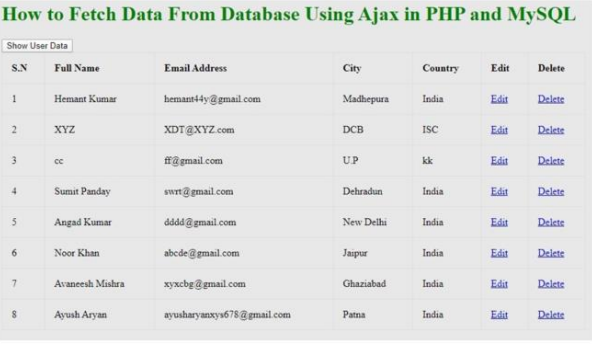 How to Fetch Data From Database Using Ajax in PHP and MySQL
Show User Data
S.N Full Name Email Address City Country Edit Delete
1 Hemant Kumar hemant44y@gmail.com Madhepura India Edit Delete
2 XYZ XDT@XYZ.com DCB ISC Edit Delete
3 cc ff@gmail.com U.P kk Edit Delete
4 Sumit Panday swrt@gmail.com Dehradun India Edit Delete
5 Angad Kumar dddd@gmail.com New Delhi India Edit Delete
6 Noor Khan abcde@gmail.com Jaipur India Edit Delete
7 Avaneesh Mishra xyxcbg@gmail.com Ghaziabad India Edit Delete
8 Ayush Aryan ayusharyanxys678@gmail.com Patna India Edit Delete